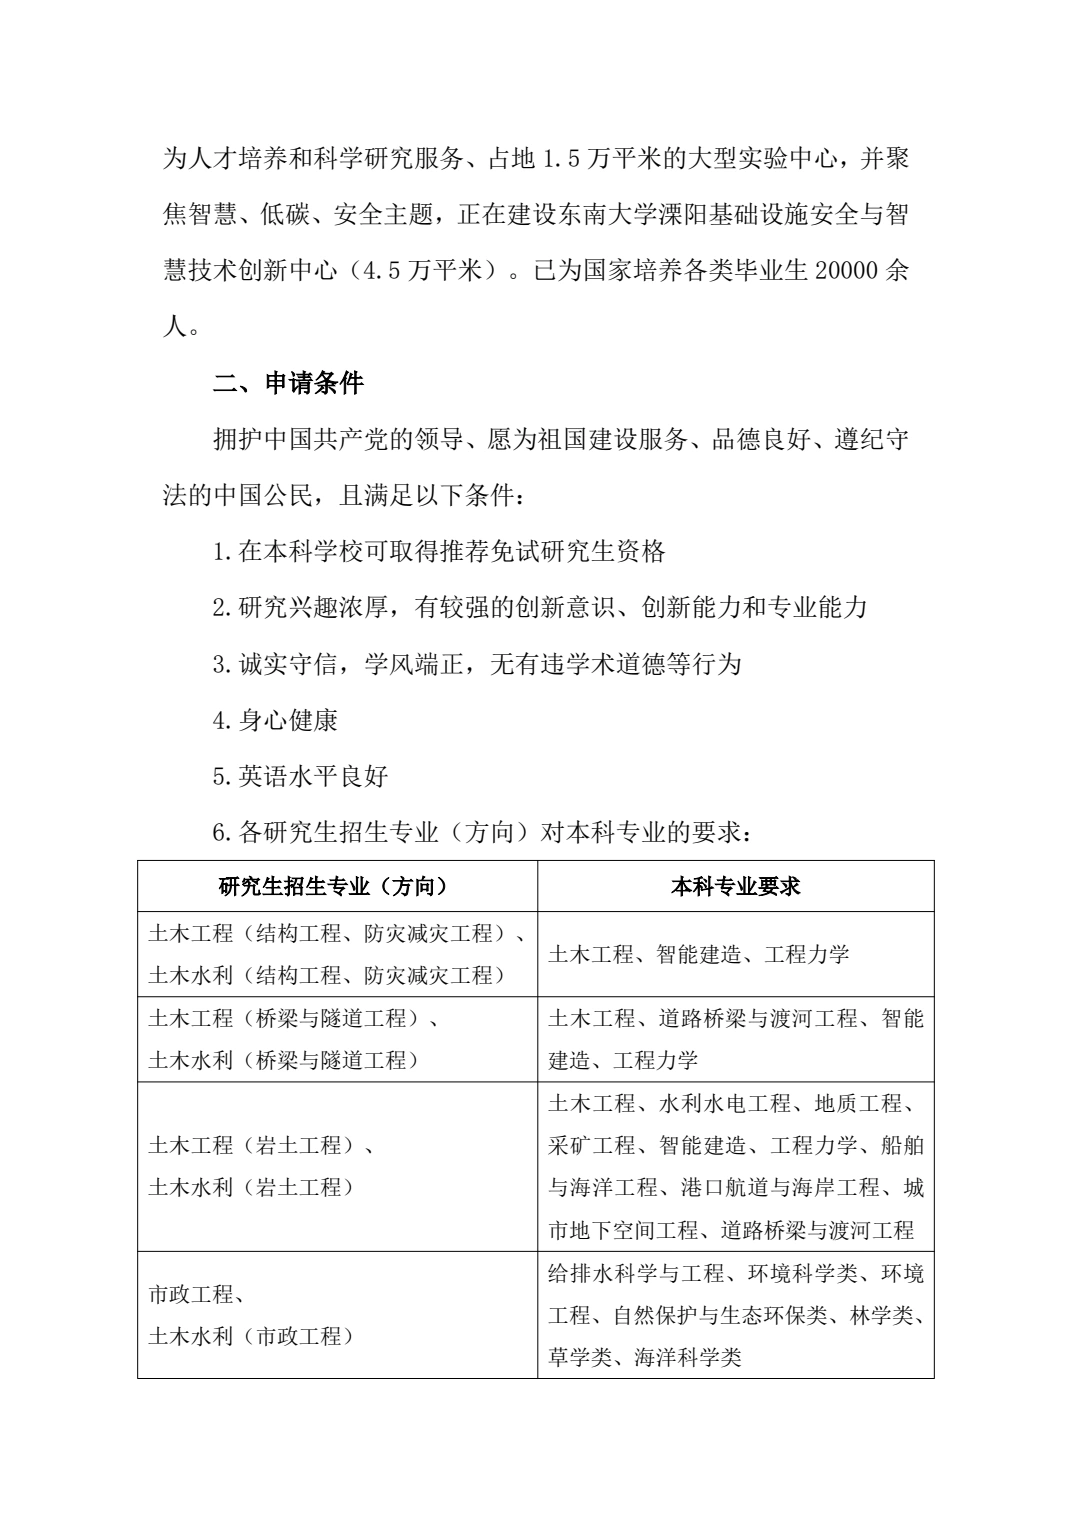 为人才培养和科学研究服务、占地 1.5 万平米的大型实验中心，并聚
焦智慧、低碳、安全主题，正在建设东南大学溧阳基础设施安全与智
慧技术创新中心（4.5 万平米）。已为国家培养各类毕业生 20000 余
人。
二、申请条件
拥护中国共产党的领导、愿为祖国建设服务、品德良好、遵纪守
法的中国公民，且满足以下条件：
1.在本科学校可取得推荐免试研究生资格
2.研究兴趣浓厚，有较强的创新意识、创新能力和专业能力
3.诚实守信，学风端正，无有违学术道德等行为
4.身心健康
5.英语水平良好
6.各研究生招生专业（方向）对本科专业的要求：
研究生招生专业（方向）
本科专业要求
土木工程（结构工程、防灾减灾工程）、
土木水利（结构工程、防灾减灾工程）
土木工程、智能建造、工程力学
土木工程（桥梁与隧道工程）、
土木水利（桥梁与隧道工程）
土木工程、道路桥梁与渡河工程、智能
建造、工程力学
土木工程（岩土工程）、
土木水利（岩土工程）
土木工程、水利水电工程、地质工程、
采矿工程、智能建造、工程力学、船舶
与海洋工程、港口航道与海岸工程、城
市地下空间工程、道路桥梁与渡河工程
市政工程、
土木水利（市政工程）
给排水科学与工程、环境科学类、环境
工程、自然保护与生态环保类、林学类、
草学类、海洋科学类